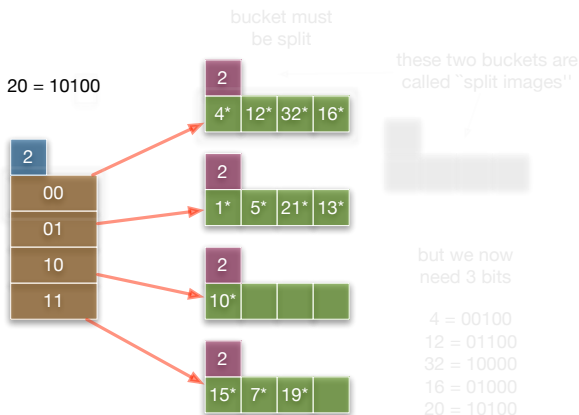 bucket must
be split
these two buckets are
called ``split images''
20 = 10100
2
00
01
10
11
2
4* 12* 32* 16*
2
1* 5* 21* 13*
2
10*
2
15* 7* 19*
but we now
need 3 bits
4 = 00100
12 = 01100
32 = 10000
16 = 01000
20 = 10100